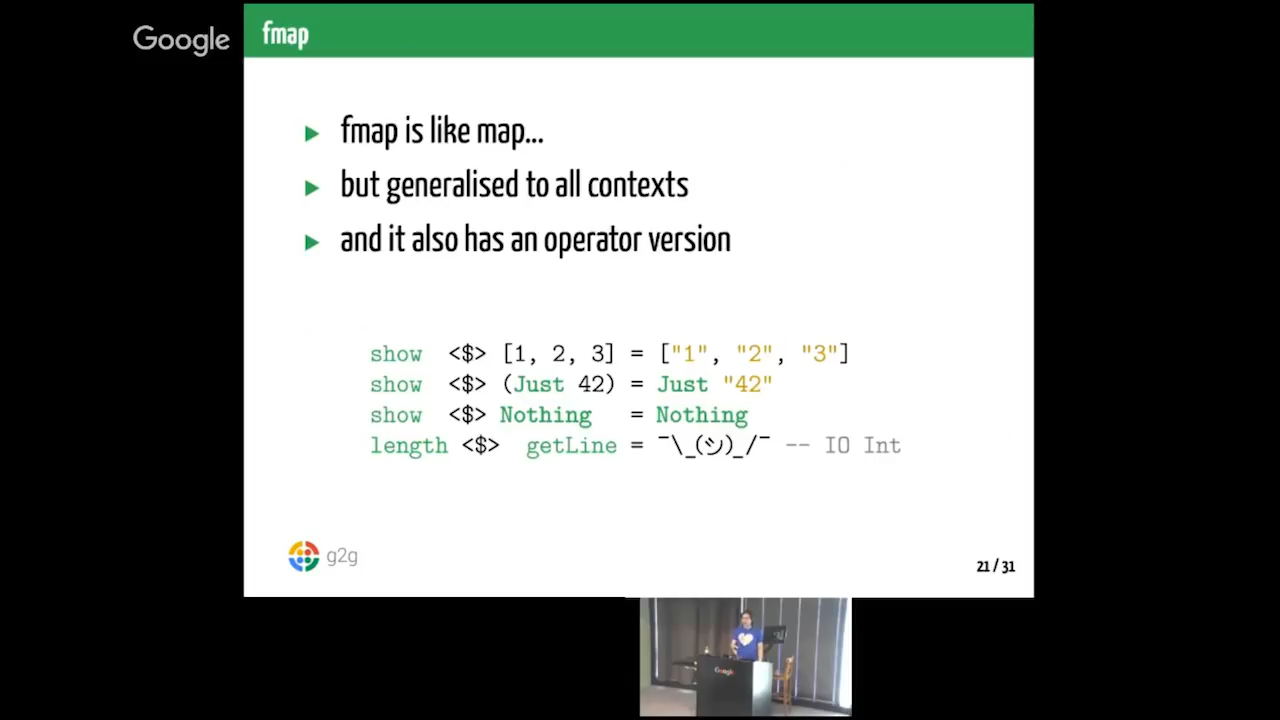 Google
fmap
fmap is like map...
but generalised to all contexts
and it also has an operator version
show <$> [1, 2, 3] = ["1", "2", "3"]
show <$> (Just 42) = Just "42"
show <$> Nothing = Nothing
length <$> getLine = ¯\_(ツ)_/¯ -- IO Int
g2g
21 / 31
Google